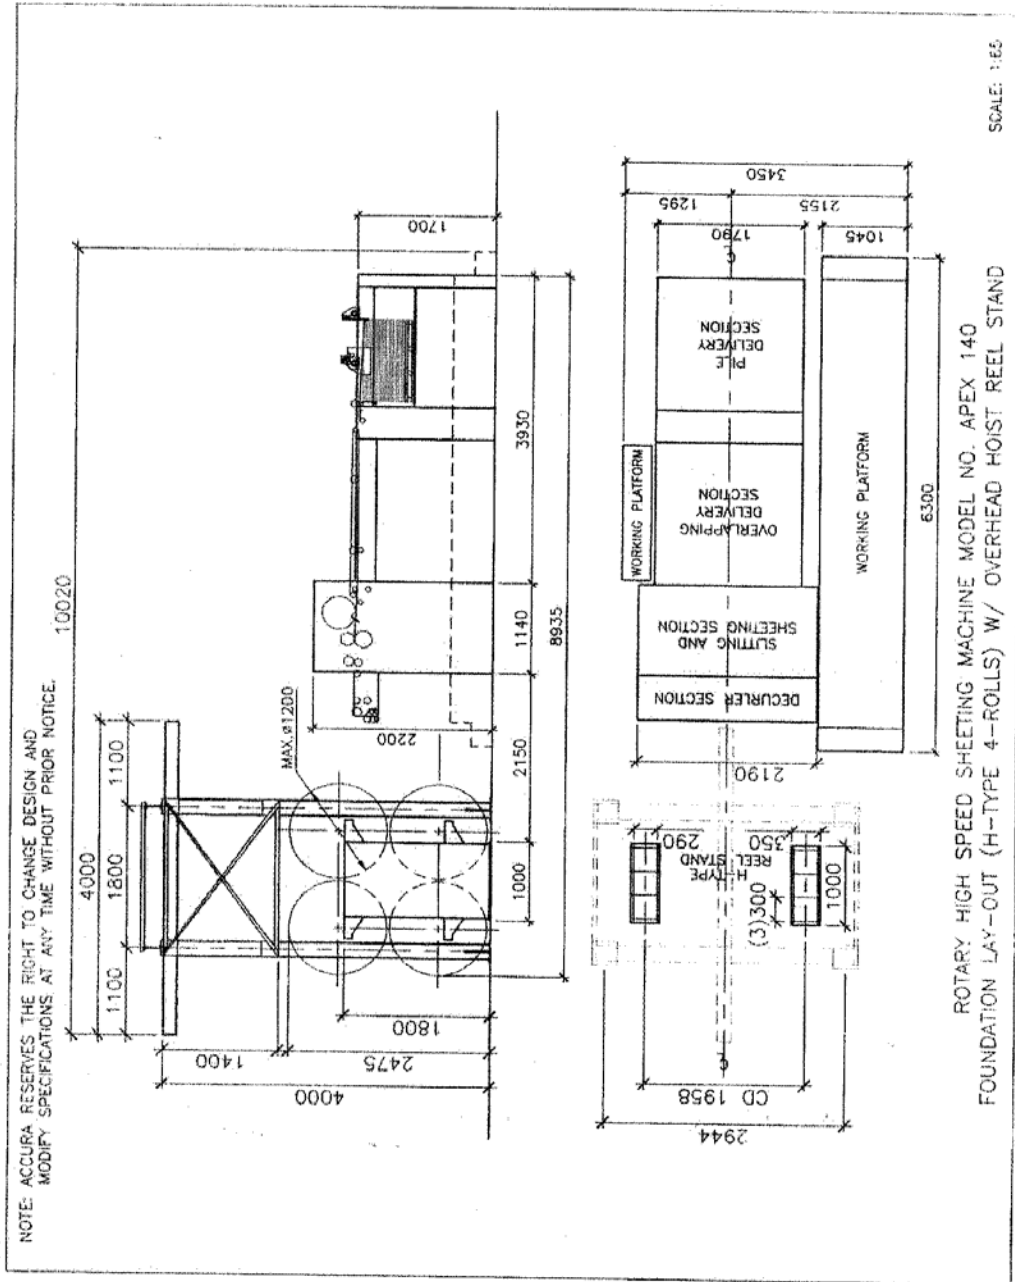 NOTE: ACCURA RESERVES THE RIGHT TO CHANGE DESIGN AND
MODIFY SPECIFICATIONS AT ANY TIME WITHOUT PRIOR NOTICE.
10020
4000
1100
1800
1100
1400
4000
2475
1800
MAX.ø1200
2200
1700
1000
2150
1140
3930
8935
2944
CD 1958
H-TYPE
REEL STAND
290
350
(3)300
1000
2190
DECURLER SECTION
SLITTING AND
SHEETING SECTION
OVERLAPPING
DELIVERY
SECTION
PILE
DELIVERY
SECTION
WORKING PLATFORM
WORKING PLATFORM
1790
1295
2155
1045
3450
6300
ROTARY HIGH SPEED SHEETING MACHINE MODEL NO. APEX 140
FOUNDATION LAY-OUT (H-TYPE 4-ROLLS) W/ OVERHEAD HOIST REEL STAND
SCALE: 1:65